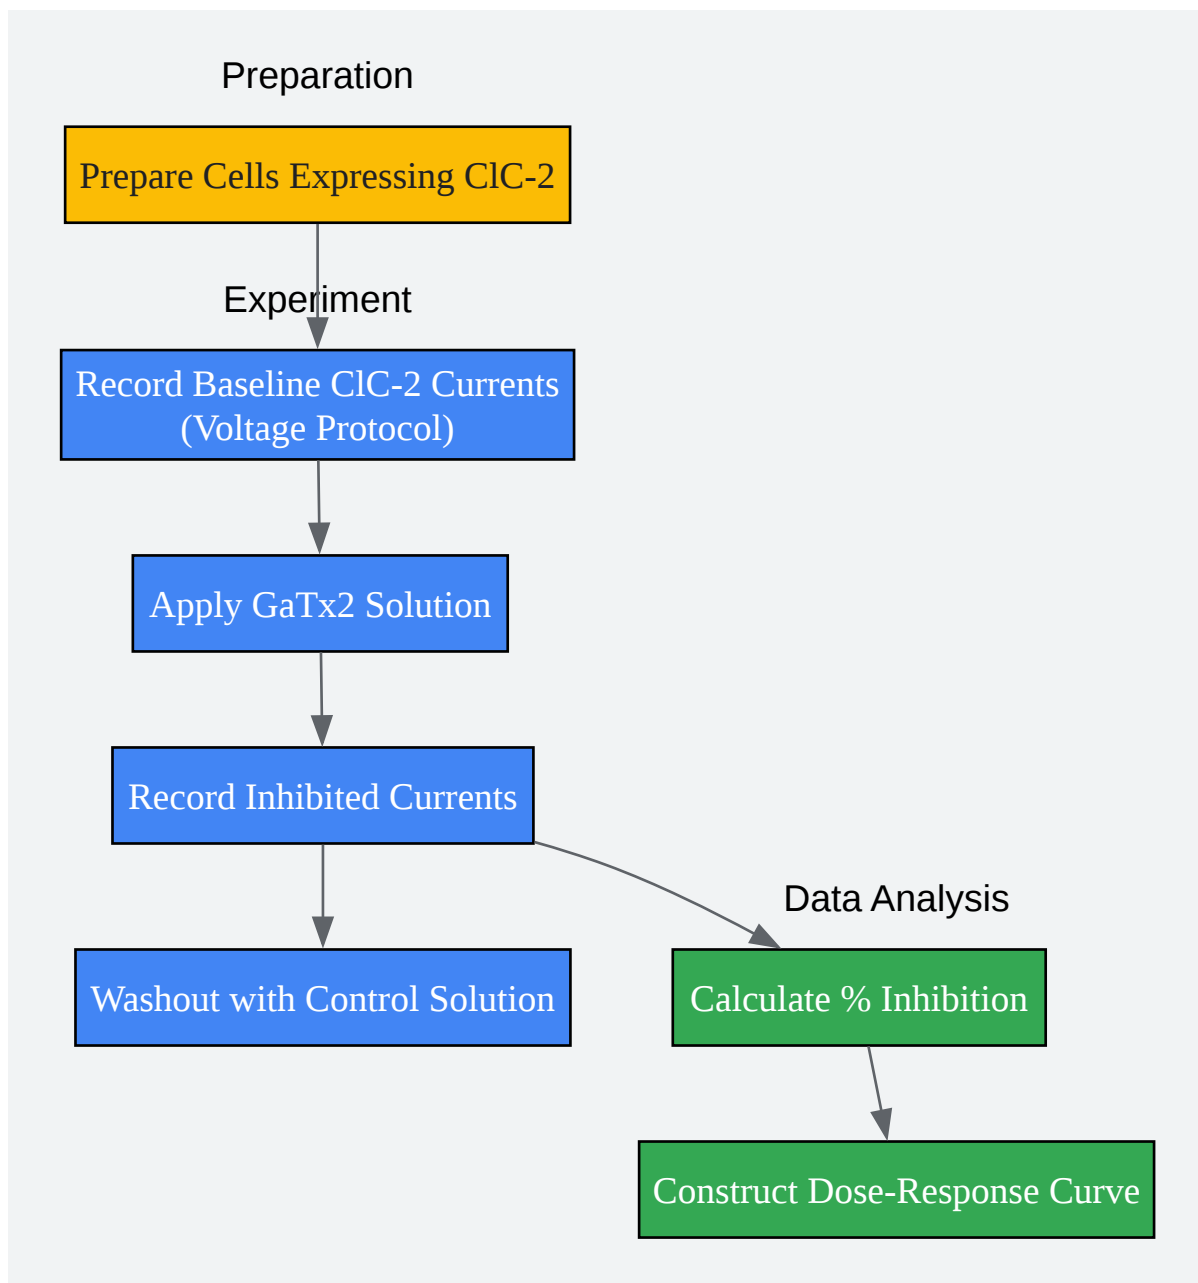 Preparation
Prepare Cells Expressing ClC-2
Experiment
Record Baseline ClC-2 Currents
(Voltage Protocol)
Apply GaTx2 Solution
Record Inhibited Currents
Data Analysis
Washout with Control Solution
Calculate % Inhibition
Construct Dose-Response Curve